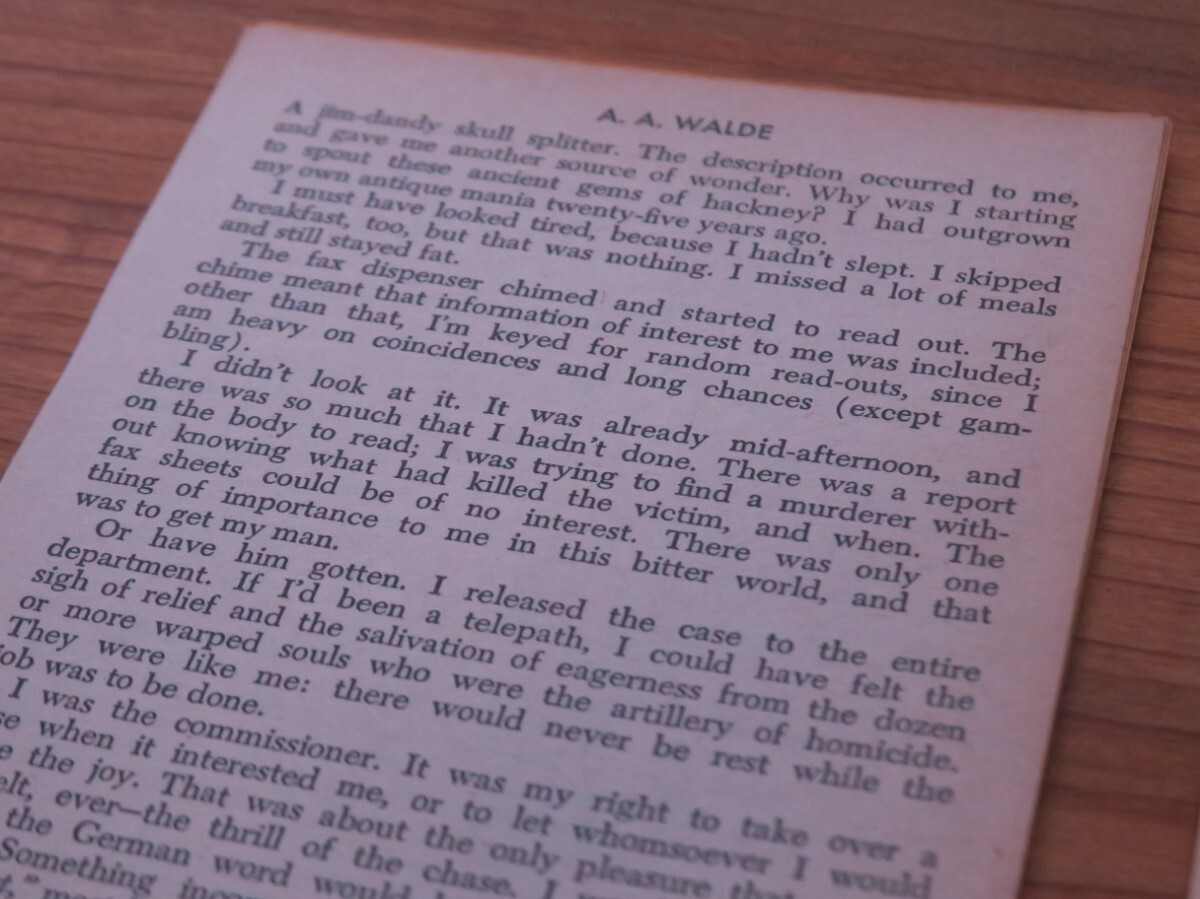 A. A. WALDE
A jim-dandy skull splitter. The description occurred to me,
and gave me another source of wonder. Why was I starting
to spout these ancient gems of hackney? I had outgrown
my own antique mania twenty-five years ago.
I must have looked tired, because I hadn't slept. I skipped
breakfast, too, but that was nothing. I missed a lot of meals
and still stayed fat.
The fax dispenser chimed and started to read out. The
chime meant that information of interest to me was included;
other than that, I'm keyed for random read-outs, since I
am heavy on coincidences and long chances (except gam-
bling).
I didn't look at it. It was already mid-afternoon, and
there was so much that I hadn't done. There was a report
on the body to read; I was trying to find a murderer with-
out knowing what had killed the victim, and when. The
fax sheets could be of no interest. There was only one
thing of importance to me in this bitter world, and that
was to get my man.
Or have him gotten. I released the case to the entire
department. If I'd been a telepath, I could have felt the
sigh of relief and the salivation of eagerness from the dozen
or more warped souls who were the artillery of homicide.
They were like me: there would never be rest while the
job was to be done.
I was the commissioner. It was my right to take over a
when it interested me, or to let whomsoever I would
the joy. That was about the only pleasure
ever—the thrill of the chase. I
the German word would
Something